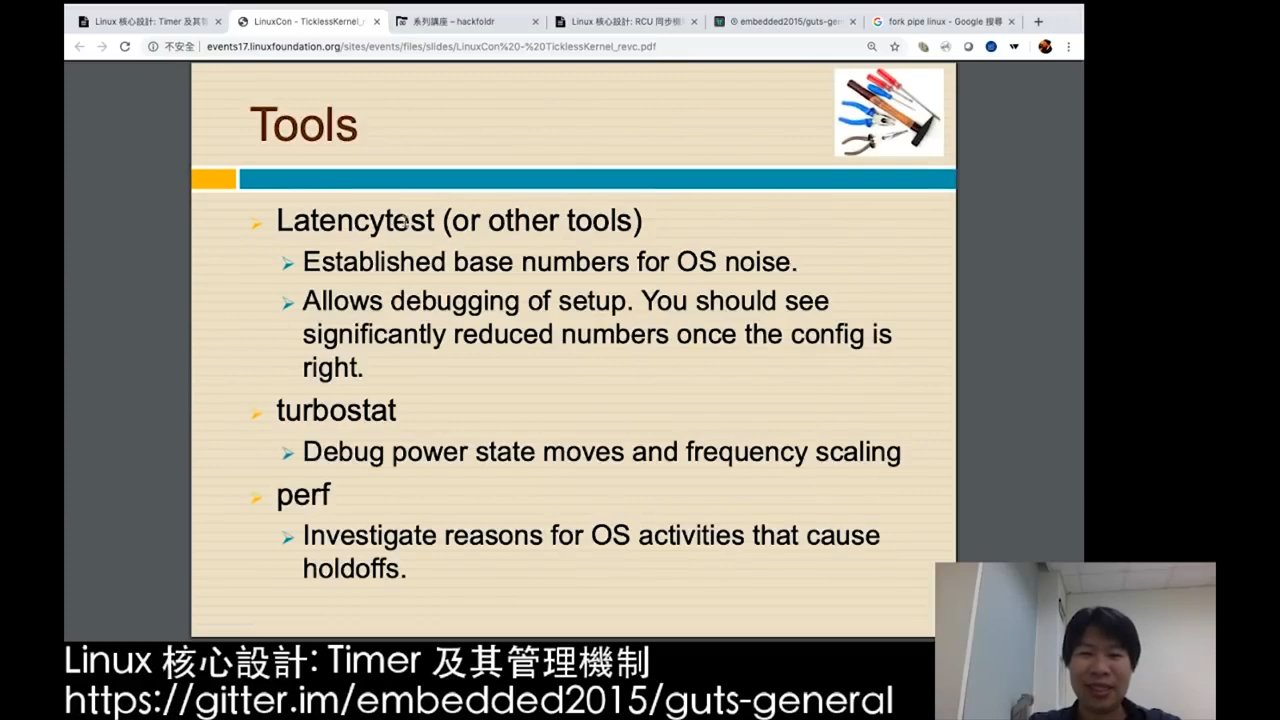 Linux 核心設計: Timer 及其管
LinuxCon - TicklessKernel_re
系列講座 – hackfoldr
Linux 核心設計: RCU 同步機
embedded2015/guts-gen
fork pipe linux - Google 搜尋
不安全
events17.linuxfoundation.org/sites/events/files/slides/LinuxCon%20-%20TicklessKernel_revc.pdf
Tools
Latencytest (or other tools)
Established base numbers for OS noise.
Allows debugging of setup. You should see
significantly reduced numbers once the config is
right.
turbostat
Debug power state moves and frequency scaling
perf
Investigate reasons for OS activities that cause
holdoffs.
Linux 核心設計: Timer 及其管理機制
https://gitter.im/embedded2015/guts-general